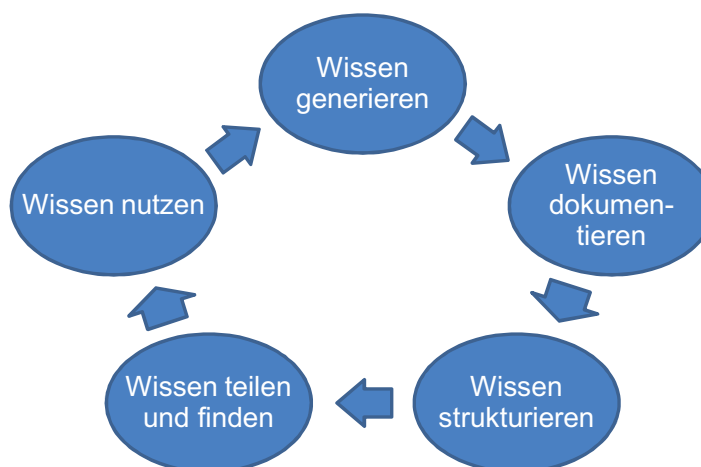 Wissen
generieren
Wissen
dokumen-
tieren
Wissen
strukturieren
Wissen teilen
und finden
Wissen nutzen